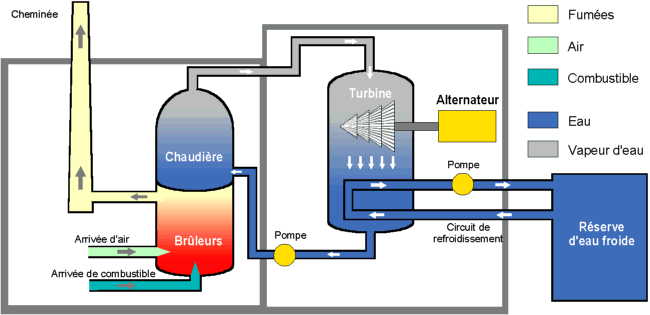 Cheminée
Fumées
Air
Combustible
Eau
Vapeur d'eau
Turbine
Alternateur
Chaudière
Pompe
Circuit de
refroidissement
Réserve
d'eau froide
Arrivée d'air
Brûleurs
Pompe
Arrivée de combustible